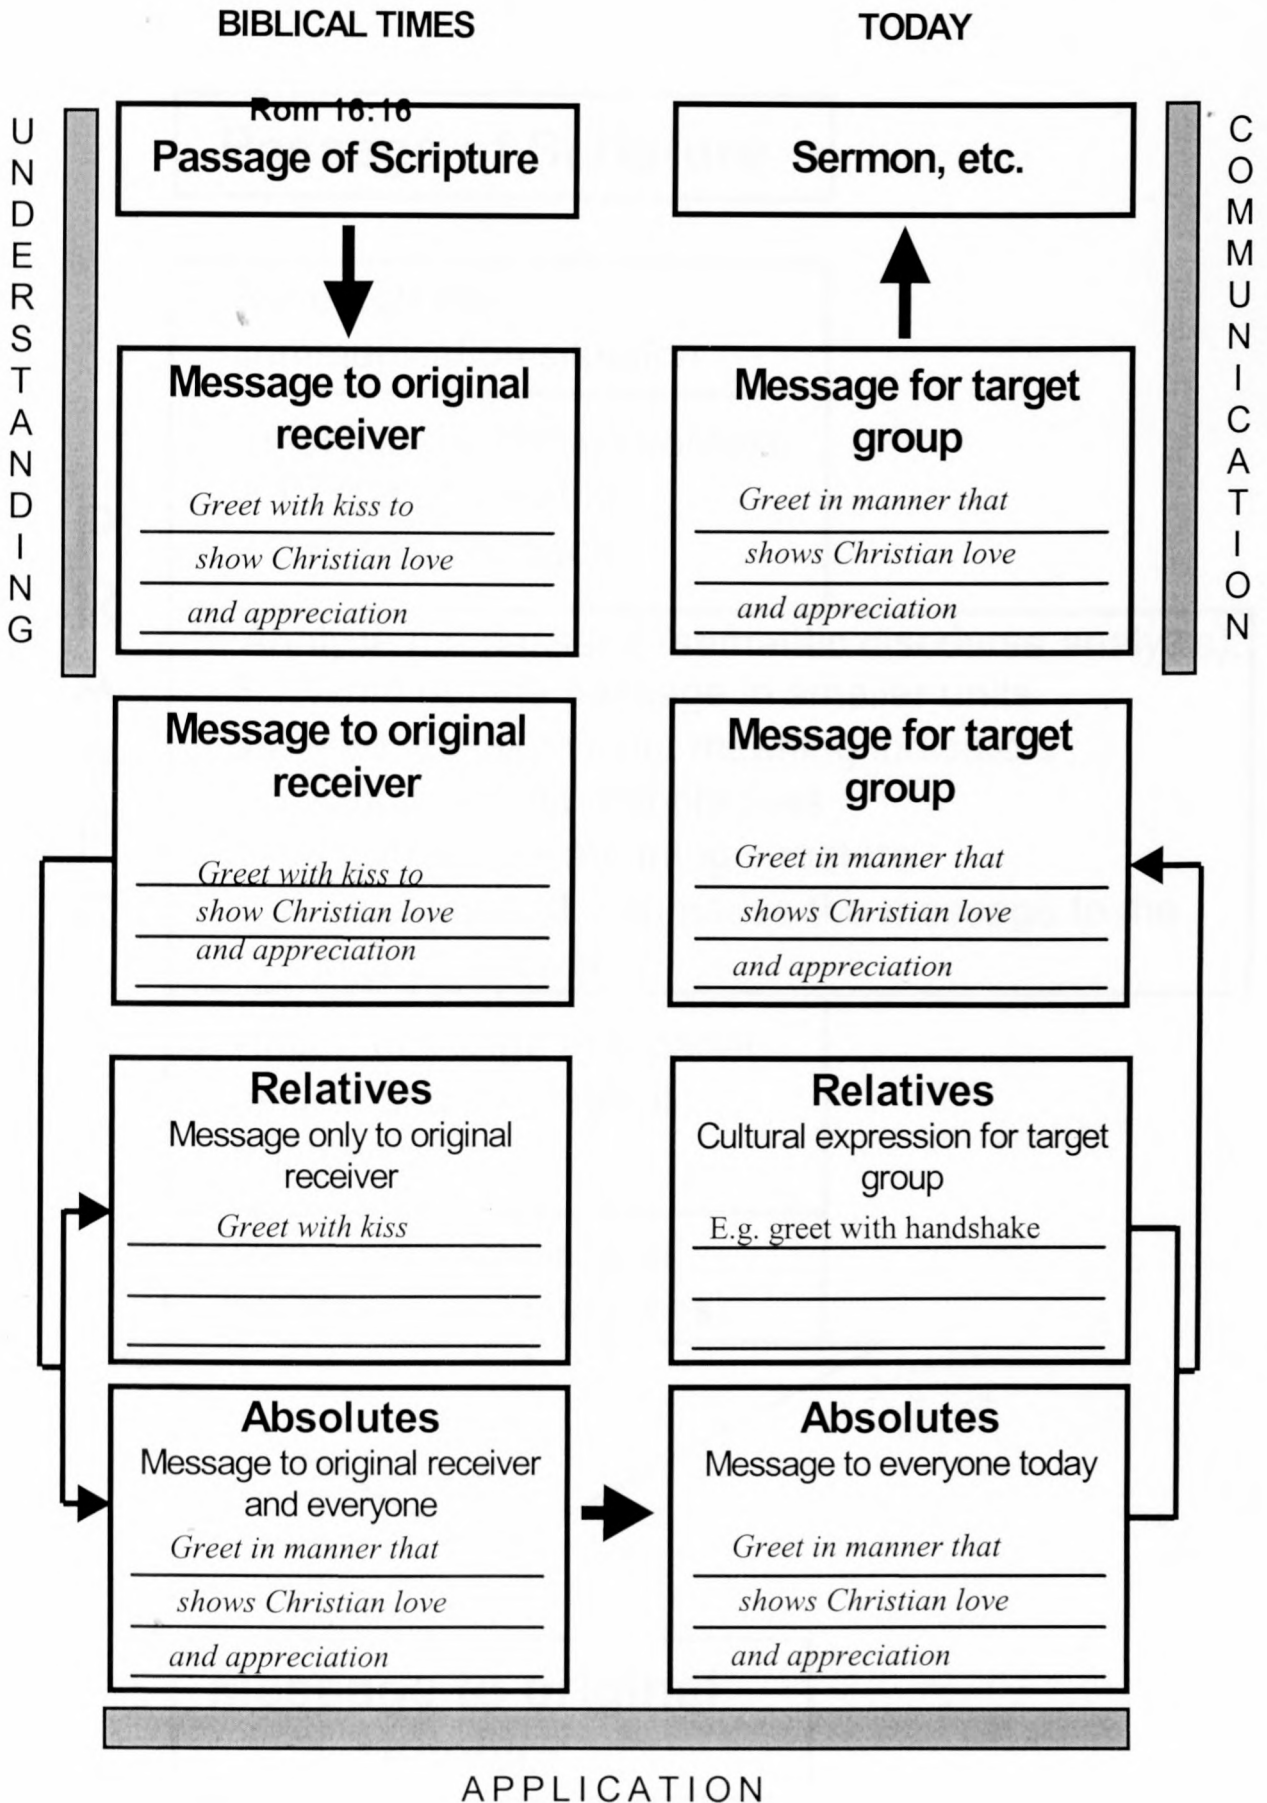 BIBLICAL TIMES
TODAY
UNDERSTANDING
Rom 16:16
Passage of Scripture
Sermon, etc.
COMMUNICATION
Message to original
receiver
Greet with kiss to
show Christian love
and appreciation
Message for target
group
Greet in manner that
shows Christian love
and appreciation
Message to original
receiver
Greet with kiss to
show Christian love
and appreciation
Message for target
group
Greet in manner that
shows Christian love
and appreciation
Relatives
Message only to original
receiver
Greet with kiss
Relatives
Cultural expression for target
group
E.g. greet with handshake
Absolutes
Message to original receiver
and everyone
Greet in manner that
shows Christian love
and appreciation
Absolutes
Message to everyone today
Greet in manner that
shows Christian love
and appreciation
APPLICATION